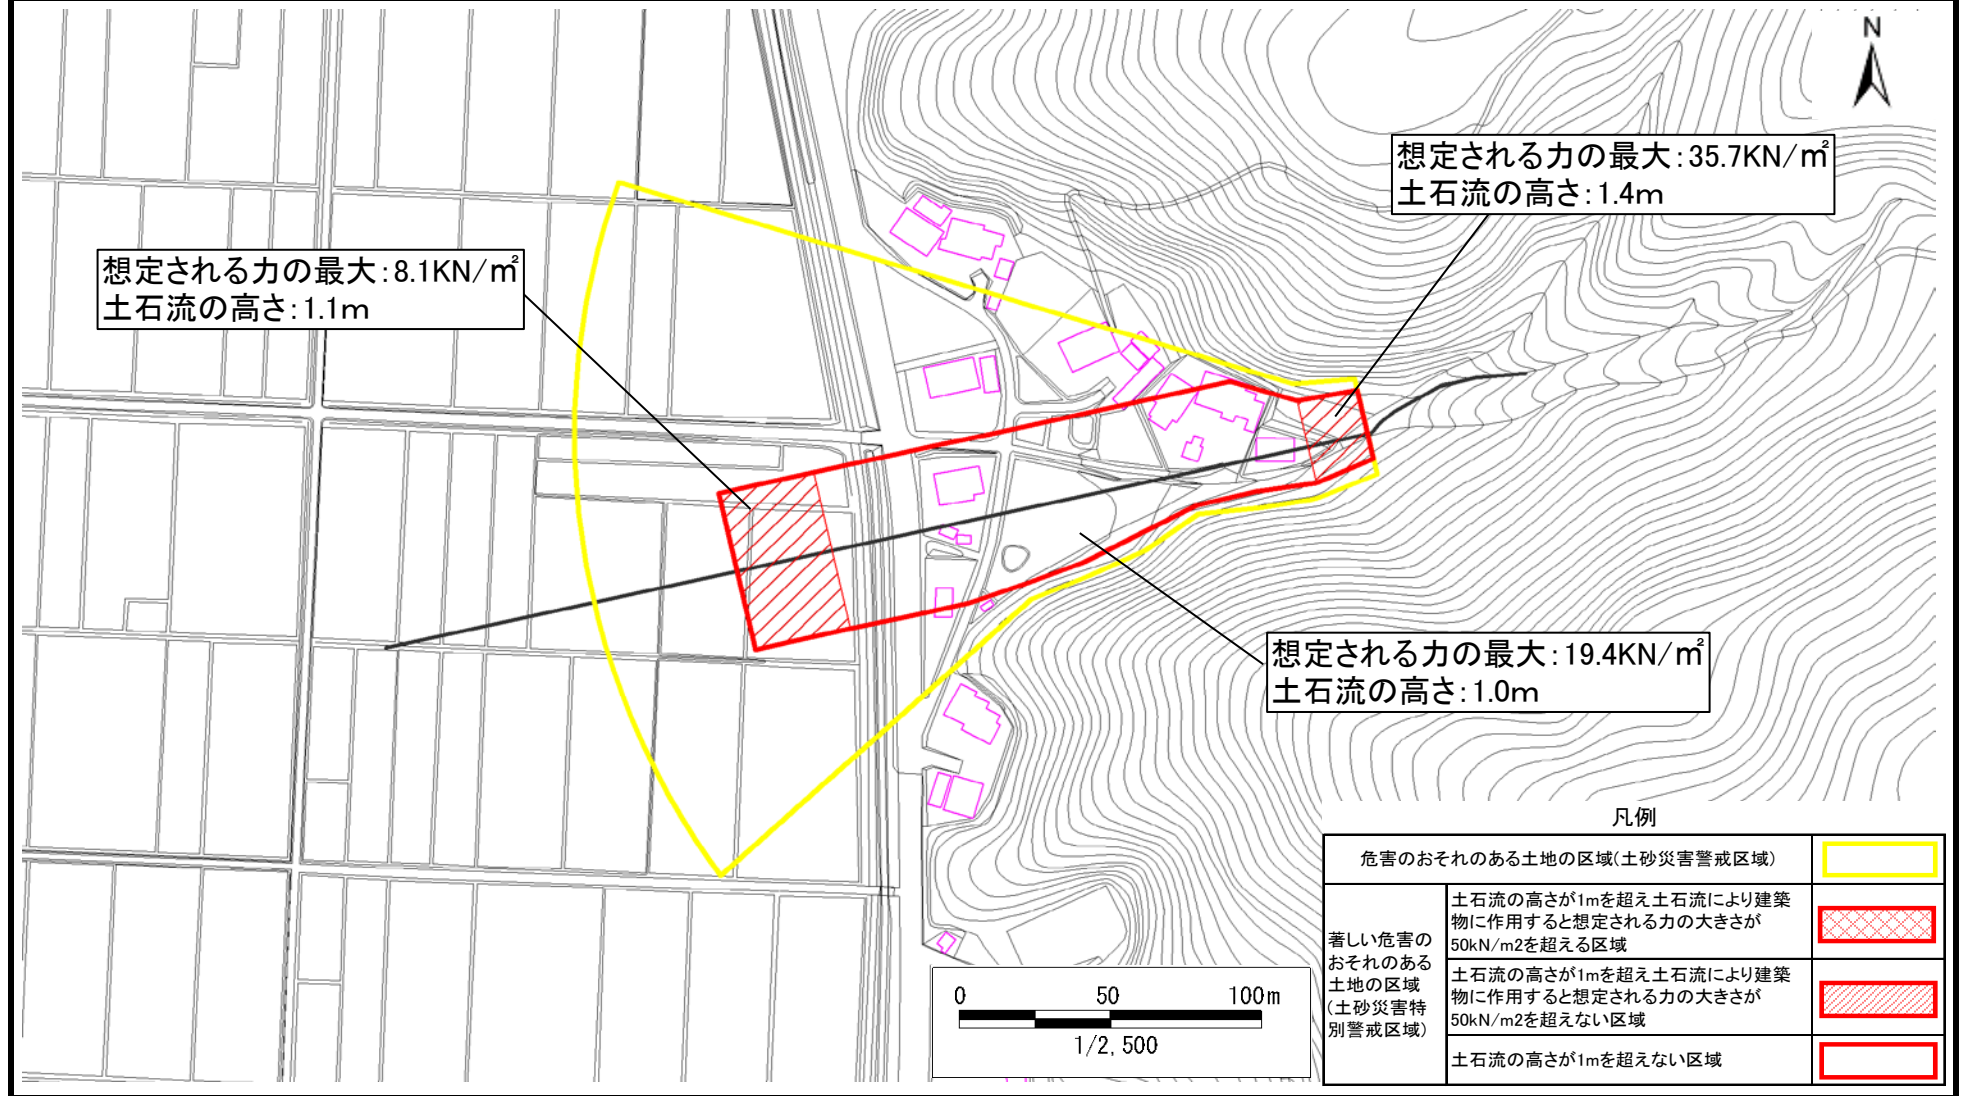 N
想定される力の最大:35.7KN/㎡
土石流の高さ:1.4m
想定される力の最大:8.1KN/㎡
土石流の高さ:1.1m
想定される力の最大:19.4KN/㎡
土石流の高さ:1.0m
凡例
危害のおそれのある土地の区域(土砂災害警戒区域)
著しい危害の
おそれのある
土地の区域
(土砂災害特
別警戒区域)
土石流の高さが1mを超え土石流により建築
物に作用すると想定される力の大きさが
50kN/m2を超える区域
土石流の高さが1mを超え土石流により建築
物に作用すると想定される力の大きさが
50kN/m2を超えない区域
土石流の高さが1mを超えない区域
0 50 100m
1/2,500